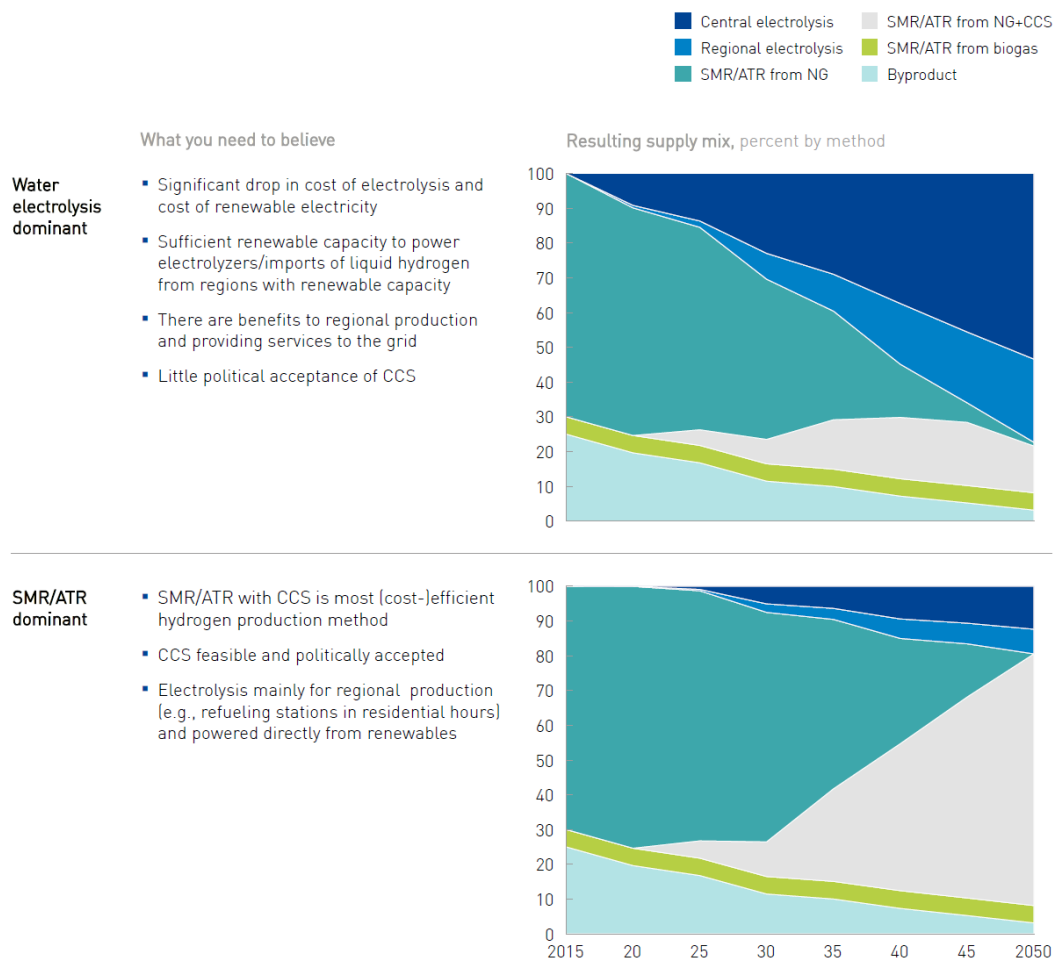 Central electrolysis
Regional electrolysis
SMR/ATR from NG
SMR/ATR from NG+CCS
SMR/ATR from biogas
Byproduct
What you need to believe
Resulting supply mix, percent by method
Water
electrolysis
dominant
▪ Significant drop in cost of electrolysis and
cost of renewable electricity
▪ Sufficient renewable capacity to power
electrolyzers/imports of liquid hydrogen
from regions with renewable capacity
▪ There are benefits to regional production
and providing services to the grid
▪ Little political acceptance of CCS
100
90
80
70
60
50
40
30
20
10
0
SMR/ATR
dominant
▪ SMR/ATR with CCS is most (cost-)efficient
hydrogen production method
▪ CCS feasible and politically accepted
▪ Electrolysis mainly for regional production
(e.g., refueling stations in residential hours)
and powered directly from renewables
100
90
80
70
60
50
40
30
20
10
0
2015 20 25 30 35 40 45 2050